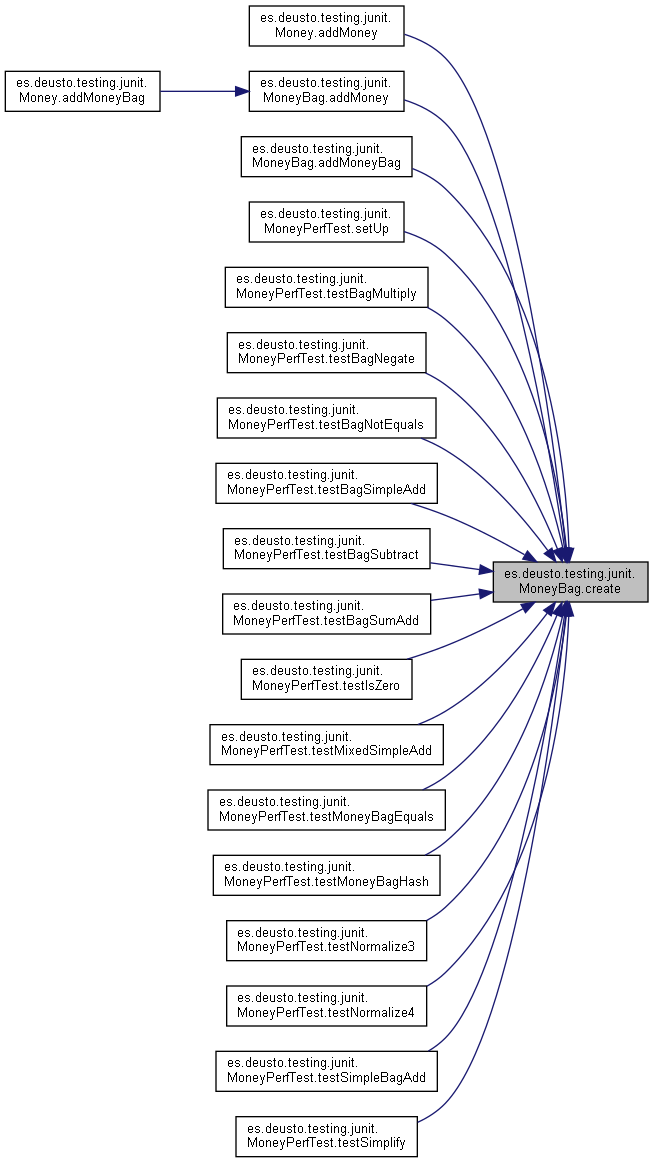 es.deusto.testing.junit.
Money.addMoney
es.deusto.testing.junit.
Money.addMoneyBag
es.deusto.testing.junit.
MoneyBag.addMoney
es.deusto.testing.junit.
MoneyBag.addMoneyBag
es.deusto.testing.junit.
MoneyPerfTest.setUp
es.deusto.testing.junit.
MoneyPerfTest.testBagMultiply
es.deusto.testing.junit.
MoneyPerfTest.testBagNegate
es.deusto.testing.junit.
MoneyPerfTest.testBagNotEquals
es.deusto.testing.junit.
MoneyPerfTest.testBagSimpleAdd
es.deusto.testing.junit.
MoneyPerfTest.testBagSubtract
es.deusto.testing.junit.
MoneyBag.create
es.deusto.testing.junit.
MoneyPerfTest.testBagSumAdd
es.deusto.testing.junit.
MoneyPerfTest.testIsZero
es.deusto.testing.junit.
MoneyPerfTest.testMixedSimpleAdd
es.deusto.testing.junit.
MoneyPerfTest.testMoneyBagEquals
es.deusto.testing.junit.
MoneyPerfTest.testMoneyBagHash
es.deusto.testing.junit.
MoneyPerfTest.testNormalize3
es.deusto.testing.junit.
MoneyPerfTest.testNormalize4
es.deusto.testing.junit.
MoneyPerfTest.testSimpleBagAdd
es.deusto.testing.junit.
MoneyPerfTest.testSimplify